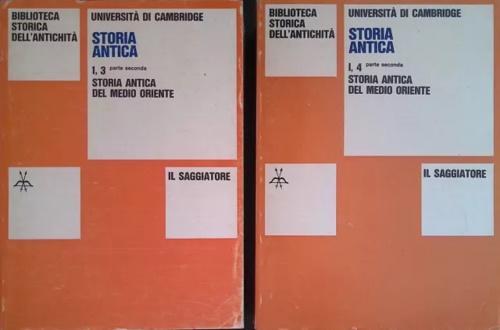 BIBLIOTECA
STORICA
DELL'ANTICHITÀ
UNIVERSITÀ DI CAMBRIDGE
STORIA
ANTICA
1, 3 parte seconda
STORIA ANTICA
DEL MEDIO ORIENTE
IL SAGGIATORE
BIBLIOTECA
STORICA
DELL'ANTICHITÀ
UNIVERSITÀ DI CAMBRIDGE
STORIA
ANTICA
I, 4 parte seconda
STORIA ANTICA
DEL MEDIO ORIENTE
IL SAGGIATORE